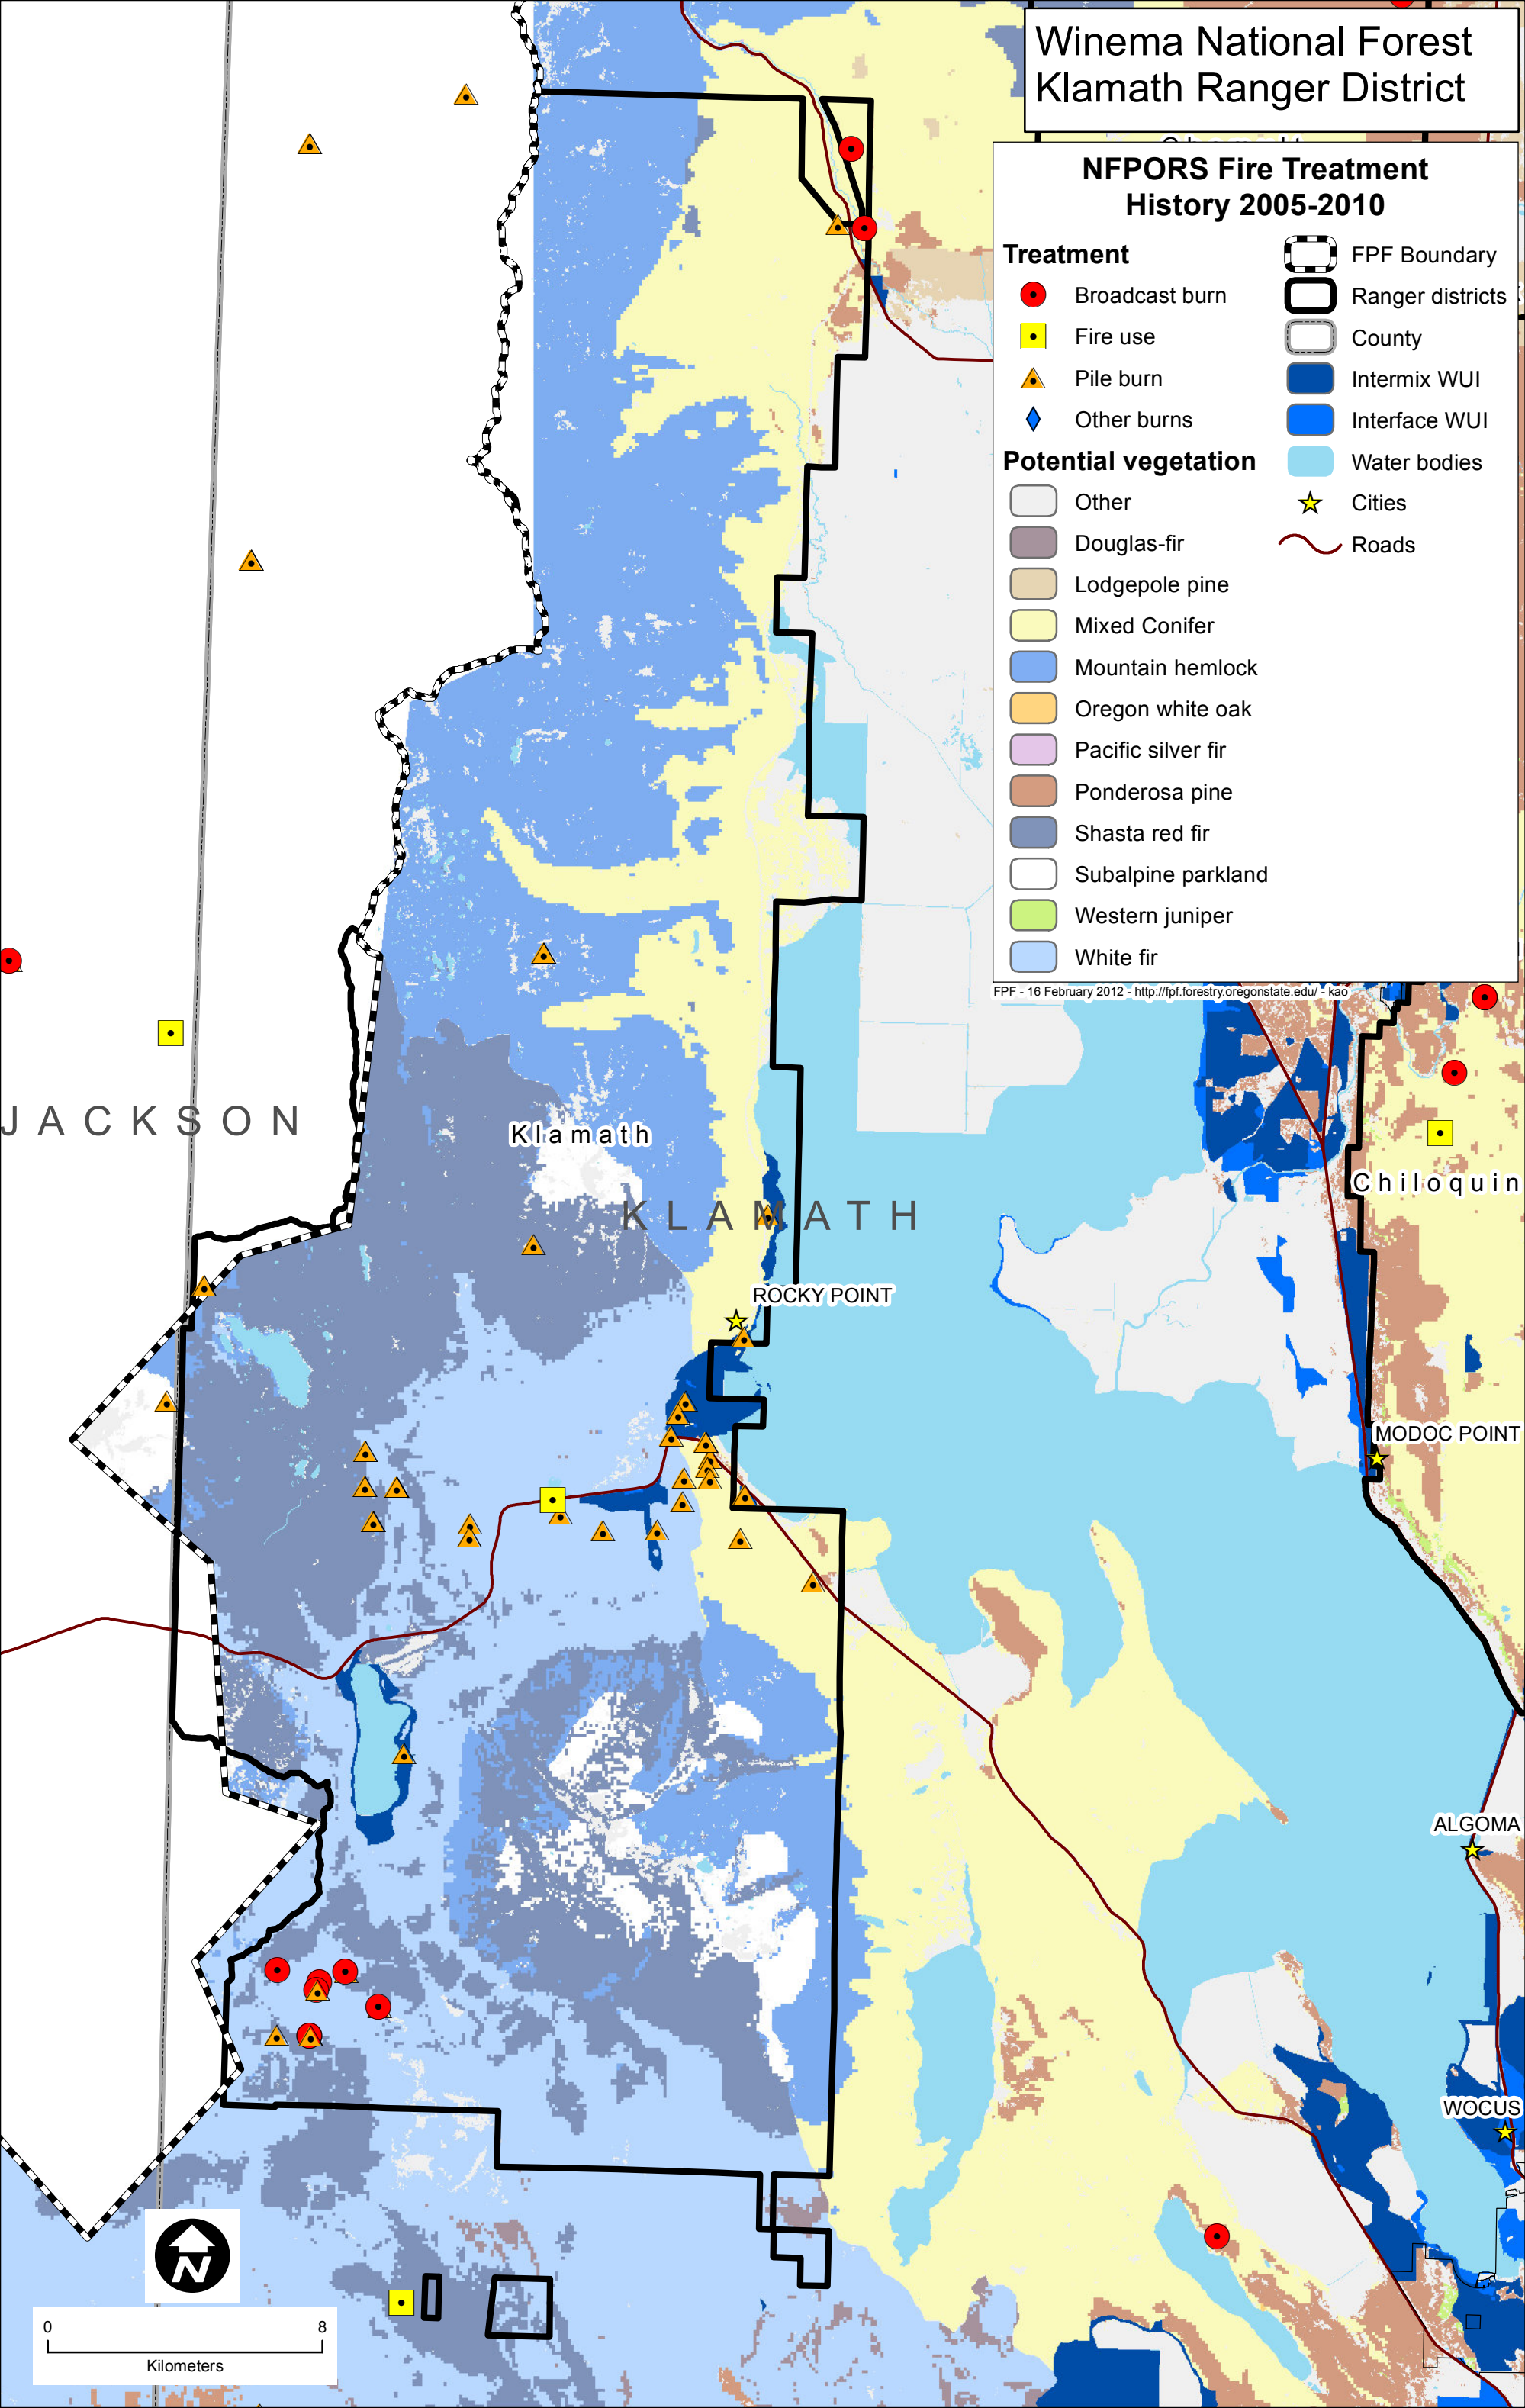 Winema National Forest
Klamath Ranger District
NFPORS Fire Treatment
History 2005-2010
Treatment
Broadcast burn
Fire use
Pile burn
Other burns
Potential vegetation
Other
Douglas-fir
Lodgepole pine
Mixed Conifer
Mountain hemlock
Oregon white oak
Pacific silver fir
Ponderosa pine
Shasta red fir
Subalpine parkland
Western juniper
White fir
FPF Boundary
Ranger districts
County
Intermix WUI
Interface WUI
Water bodies
Cities
Roads
FPF - 16 February 2012 - http://fpf.forestry.oregonstate.edu/ - kao
JACKSON
Klamath
Chiloquin
KLAMATH
ROCKY POINT
MODOC POINT
ALGOMA
WOCUS
N
0 8
Kilometers